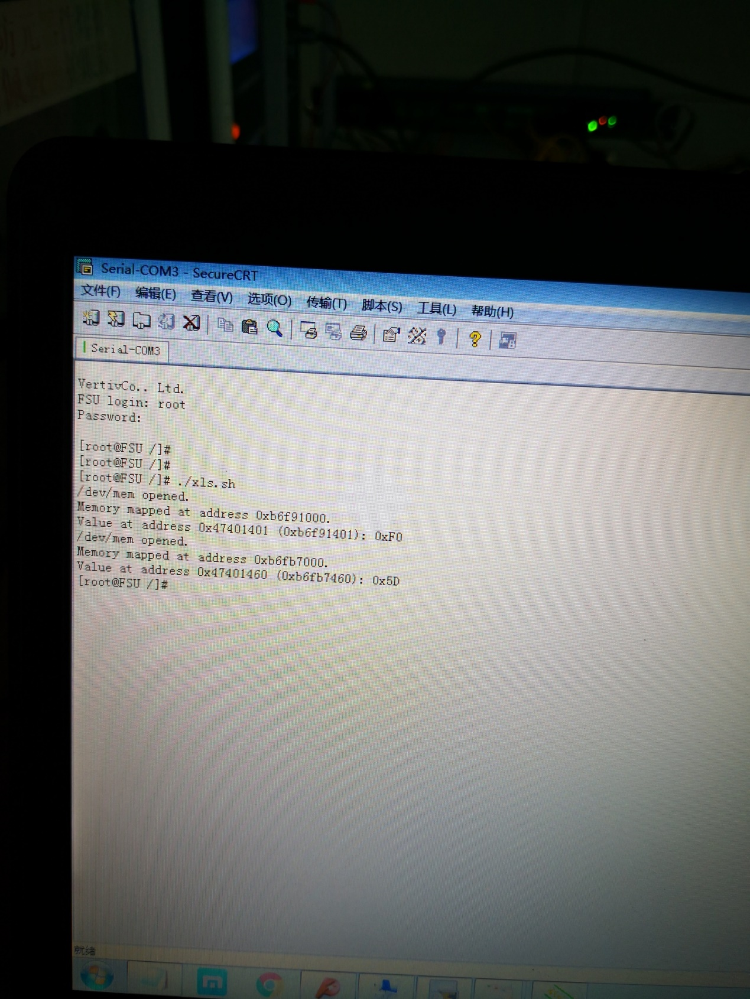 Serial-COM3 - SecureCRT
文件(F) 编辑(E) 查看(V) 选项(O) 传输(T) 脚本(S) 工具(L) 帮助(H)
Serial-COM3
VertivCo.. Ltd.
FSU login: root
Password:
[root@FSU /]#
[root@FSU /]#
[root@FSU /]# ./xls.sh
/dev/mem opened.
Memory mapped at address 0xb6f91000.
Value at address 0x47401401 (0xb6f91401): 0xF0
/dev/mem opened.
Memory mapped at address 0xb6fb7000.
Value at address 0x47401460 (0xb6fb7460): 0x5D
[root@FSU /]#
就绪